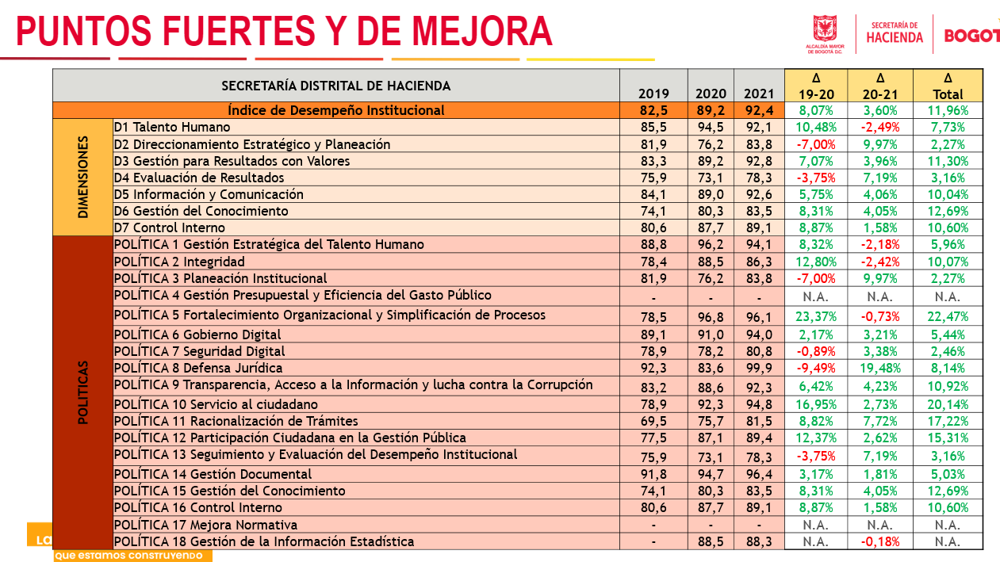 PUNTOS FUERTES Y DE MEJORA
ALCALDÍA MAYOR
DE BOGOTÁ D.C.
SECRETARÍA DE
HACIENDA
BOGOT
SECRETARÍA DISTRITAL DE HACIENDA 2019 2020 2021 Δ 19-20 Δ 20-21 Δ Total
Índice de Desempeño Institucional 82,5 89,2 92,4 8,07% 3,60% 11,96%
DIMENSIONES
D1 Talento Humano 85,5 94,5 92,1 10,48% -2,49% 7,73%
D2 Direccionamiento Estratégico y Planeación 81,9 76,2 83,8 -7,00% 9,97% 2,27%
D3 Gestión para Resultados con Valores 83,3 89,2 92,8 7,07% 3,96% 11,30%
D4 Evaluación de Resultados 75,9 73,1 78,3 -3,75% 7,19% 3,16%
D5 Información y Comunicación 84,1 89,0 92,6 5,75% 4,06% 10,04%
D6 Gestión del Conocimiento 74,1 80,3 83,5 8,31% 4,05% 12,69%
D7 Control Interno 80,6 87,7 89,1 8,87% 1,58% 10,60%
POLITICAS
POLÍTICA 1 Gestión Estratégica del Talento Humano 88,8 96,2 94,1 8,32% -2,18% 5,96%
POLÍTICA 2 Integridad 78,4 88,5 86,3 12,80% -2,42% 10,07%
POLÍTICA 3 Planeación Institucional 81,9 76,2 83,8 -7,00% 9,97% 2,27%
POLÍTICA 4 Gestión Presupuestal y Eficiencia del Gasto Público - - - N.A. N.A. N.A.
POLÍTICA 5 Fortalecimiento Organizacional y Simplificación de Procesos 78,5 96,8 96,1 23,37% -0,73% 22,47%
POLÍTICA 6 Gobierno Digital 89,1 91,0 94,0 2,17% 3,21% 5,44%
POLÍTICA 7 Seguridad Digital 78,9 78,2 80,8 -0,89% 3,38% 2,46%
POLÍTICA 8 Defensa Jurídica 92,3 83,6 99,9 -9,49% 19,48% 8,14%
POLÍTICA 9 Transparencia, Acceso a la Información y lucha contra la Corrupción 83,2 88,6 92,3 6,42% 4,23% 10,92%
POLÍTICA 10 Servicio al ciudadano 78,9 92,3 94,8 16,95% 2,73% 20,14%
POLÍTICA 11 Racionalización de Trámites 69,5 75,7 81,5 8,82% 7,72% 17,22%
POLÍTICA 12 Participación Ciudadana en la Gestión Pública 77,5 87,1 89,4 12,37% 2,62% 15,31%
POLÍTICA 13 Seguimiento y Evaluación del Desempeño Institucional 75,9 73,1 78,3 -3,75% 7,19% 3,16%
POLÍTICA 14 Gestión Documental 91,8 94,7 96,4 3,17% 1,81% 5,03%
POLÍTICA 15 Gestión del Conocimiento 74,1 80,3 83,5 8,31% 4,05% 12,69%
POLÍTICA 16 Control Interno 80,6 87,7 89,1 8,87% 1,58% 10,60%
POLÍTICA 17 Mejora Normativa - - - N.A. N.A. N.A.
POLÍTICA 18 Gestión de la Información Estadística - 88,5 88,3 N.A. -0,18% N.A.
La
que estamos construyendo